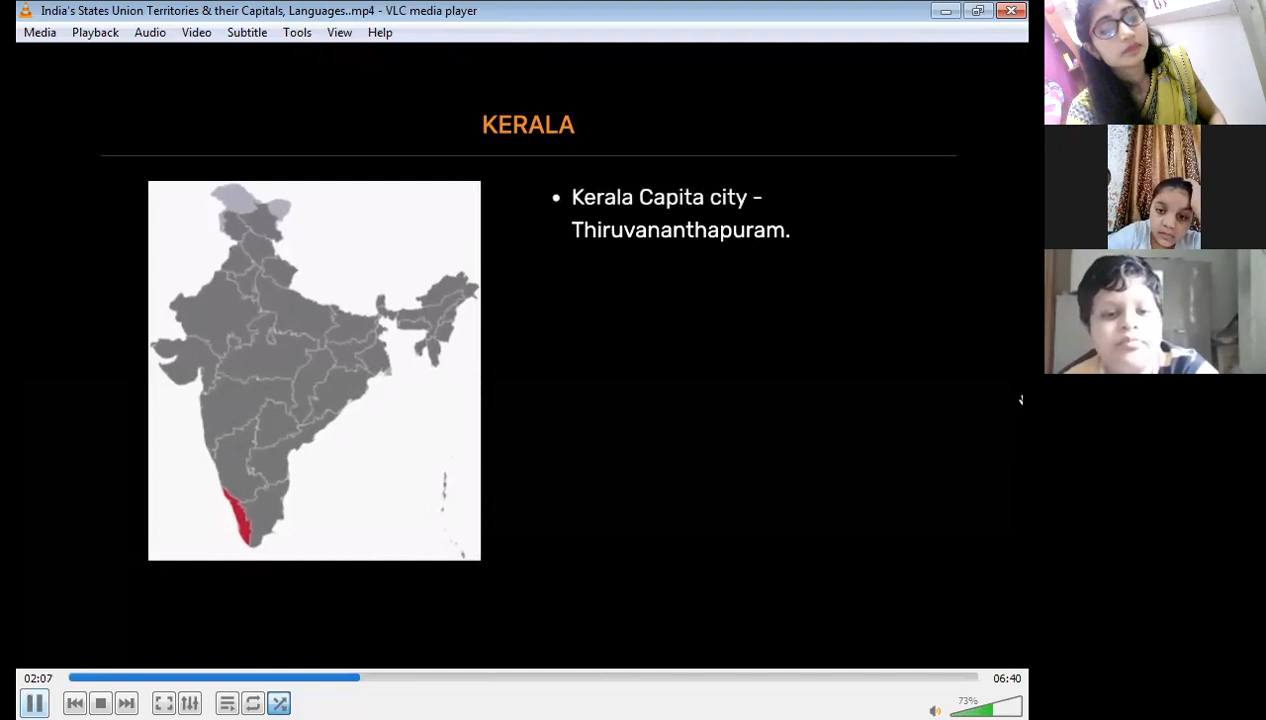 India's States Union Territories & their Capitals, Languages..mp4 - VLC media player
Media Playback Audio Video Subtitle Tools View Help
KERALA
• Kerala Capita city -
Thiruvananthapuram.
02:07
06:40
73%